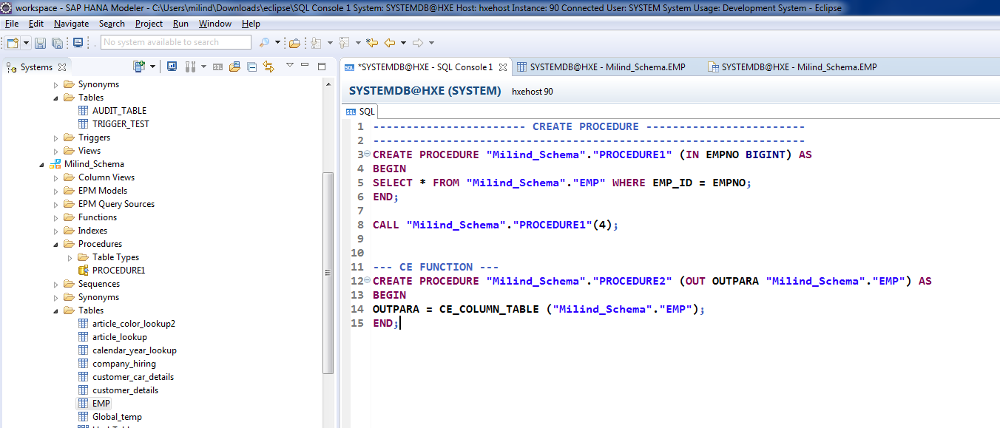 workspace - SAP HANA Modeler - C:\Users\milind\Downloads\eclipse\SQL Console 1 System: SYSTEMDB@HXE Host: hxehost Instance: 90 Connected User: SYSTEM System Usage: Development System - Eclipse
File Edit Navigate Search Project Run Window Help
No system available to search
Systems
Synonyms
Tables
AUDIT_TABLE
TRIGGER_TEST
Triggers
Views
Milind_Schema
Column Views
EPM Models
EPM Query Sources
Functions
Indexes
Procedures
Table Types
PROCEDURE1
Sequences
Synonyms
Tables
article_color_lookup2
article_lookup
calendar_year_lookup
company_hiring
customer_car_details
customer_details
EMP
Global_temp
*SYSTEMDB@HXE - SQL Console 1
SYSTEMDB@HXE - Milind_Schema.EMP
SYSTEMDB@HXE - Milind_Schema.EMP
SYSTEMDB@HXE (SYSTEM) hxehost 90
SQL
1 ----------------------- CREATE PROCEDURE ------------------------
2 -----------------------------------------------------------------
3 CREATE PROCEDURE "Milind_Schema"."PROCEDURE1" (IN EMPNO BIGINT) AS
4 BEGIN
5 SELECT * FROM "Milind_Schema"."EMP" WHERE EMP_ID = EMPNO;
6 END;
7
8 CALL "Milind_Schema"."PROCEDURE1"(4);
9
10
11 --- CE FUNCTION ---
12 CREATE PROCEDURE "Milind_Schema"."PROCEDURE2" (OUT OUTPARA "Milind_Schema"."EMP") AS
13 BEGIN
14 OUTPARA = CE_COLUMN_TABLE ("Milind_Schema"."EMP");
15 END;